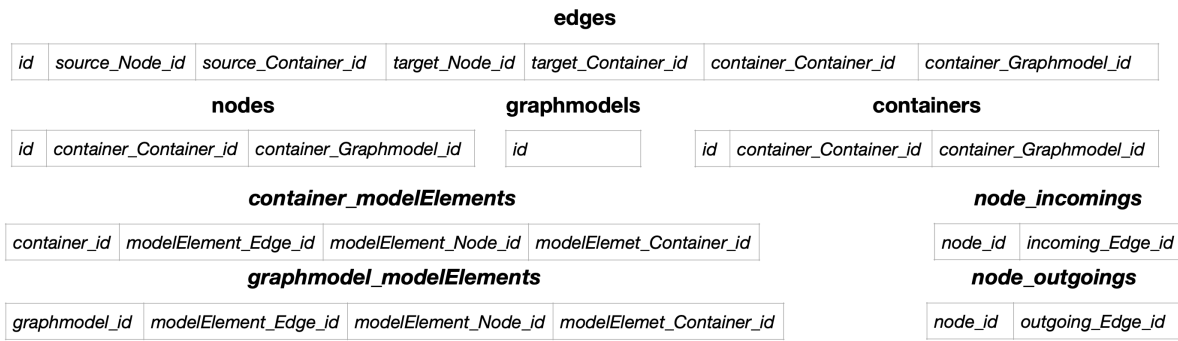 edges
id source_Node_id source_Container_id target_Node_id target_Container_id container_Container_id container_Graphmodel_id
nodes graphmodels containers
id container_Container_id container_Graphmodel_id id id container_Container_id container_Graphmodel_id
container_modelElements node_incomings
container_id modelElement_Edge_id modelElement_Node_id modelElemet_Container_id node_id incoming_Edge_id
graphmodel_modelElements node_outgoings
graphmodel_id modelElement_Edge_id modelElement_Node_id modelElemet_Container_id node_id outgoing_Edge_id